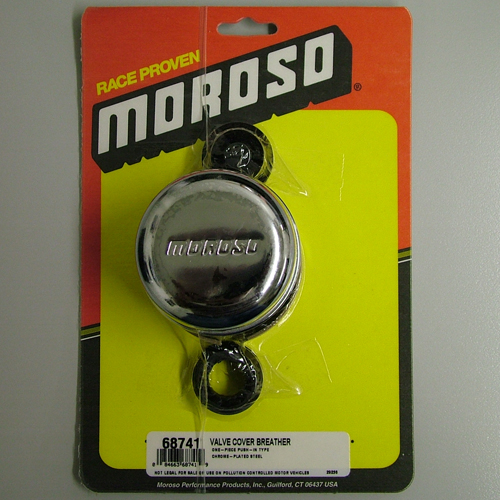 RACE PROVEN
MOROSO®
MOROSO
68741 VALVE COVER BREATHER
ONE-PIECE PUSH-IN TYPE
CHROME-PLATED STEEL
NOT LEGAL FOR SALE OR USE ON POLLUTION CONTROLLED MOTOR VEHICLES
Moroso Performance Products, Inc., Guilford, CT 06437 USA